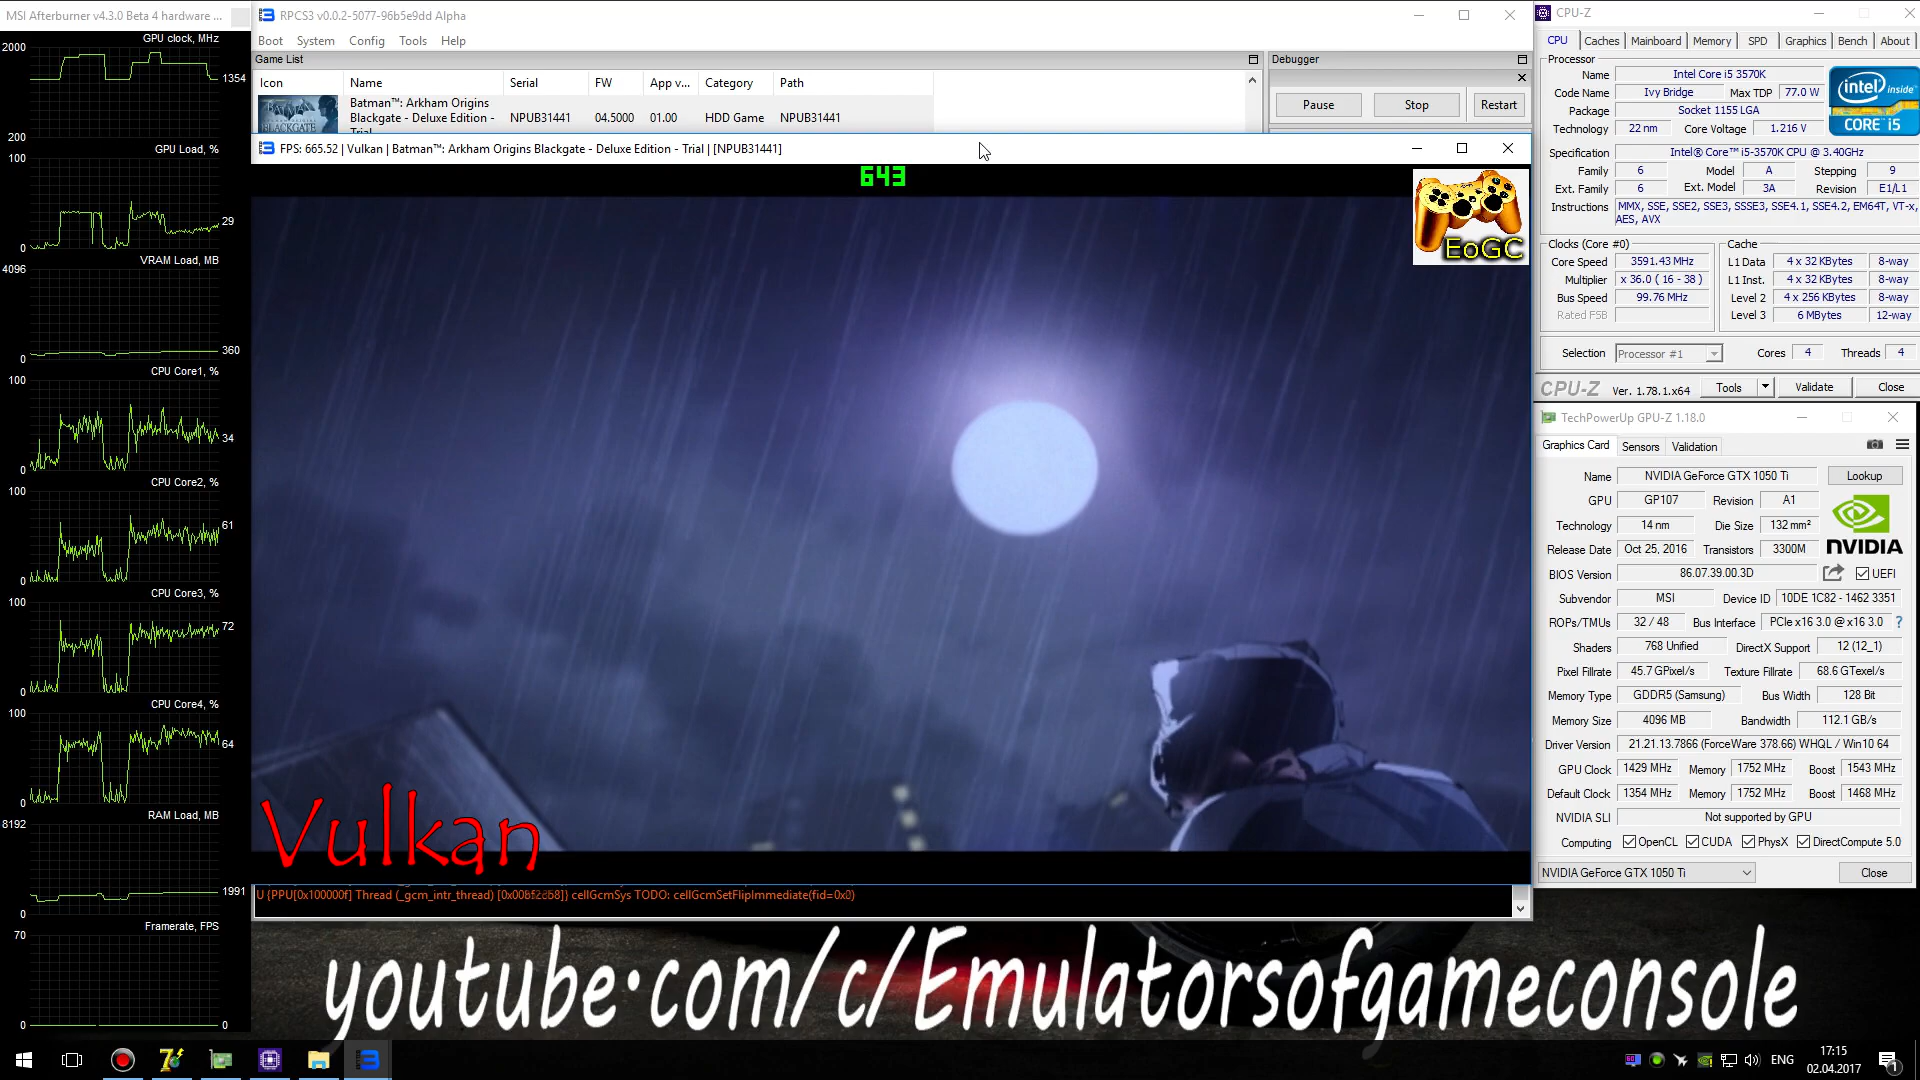 MSI Afterburner v4.3.0 Beta 4 hardware ...
GPU clock, MHz
2000
1354
200
GPU Load, %
100
29
0
VRAM Load, MB
4096
360
0
CPU Core1, %
100
34
0
CPU Core2, %
100
61
0
CPU Core3, %
100
72
0
CPU Core4, %
100
64
0
RAM Load, MB
8192
1991
0
Framerate, FPS
70
0
0
RPCS3 v0.0.2-5077-96b5e9dd Alpha
Boot System Config Tools Help
Game List
Icon Name Serial FW App v... Category Path
Batman™: Arkham Origins
Blackgate - Deluxe Edition -
Trial
NPUB31441 04.5000 01.00 HDD Game NPUB31441
Debugger
Pause Stop Restart
FPS: 665.52 | Vulkan | Batman™: Arkham Origins Blackgate - Deluxe Edition - Trial | [NPUB31441]
643
EoGC
Vulkan
U {PPU[0x100000f] Thread (_gcm_intr_thread) [0x008f2d58]} cellGcmSys TODO: cellGcmSetFlipImmediate(fid=0x0)
youtube.com/c/Emulatorsofgameconsole
CPU-Z
CPU Caches Mainboard Memory SPD Graphics Bench About
Processor
Name Intel Core i5 3570K
Code Name Ivy Bridge Max TDP 77.0 W
Package Socket 1155 LGA
Technology 22 nm Core Voltage 1.216 V
intel inside
CORE i5
Specification Intel® Core™ i5-3570K CPU @ 3.40GHz
Family 6 Model A Stepping 9
Ext. Family 6 Ext. Model 3A Revision E1/L1
Instructions MMX, SSE, SSE2, SSE3, SSSE3, SSE4.1, SSE4.2, EM64T, VT-x,
AES, AVX
Clocks (Core #0) Cache
Core Speed 3591.43 MHz L1 Data 4 x 32 KBytes 8-way
Multiplier x 36.0 ( 16 - 38 ) L1 Inst. 4 x 32 KBytes 8-way
Bus Speed 99.76 MHz Level 2 4 x 256 KBytes 8-way
Rated FSB Level 3 6 MBytes 12-way
Selection Processor #1 Cores 4 Threads 4
CPU-Z Ver. 1.78.1.x64 Tools Validate Close
TechPowerUp GPU-Z 1.18.0
Graphics Card Sensors Validation
Name NVIDIA GeForce GTX 1050 Ti Lookup
GPU GP107 Revision A1
Technology 14 nm Die Size 132 mm²
Release Date Oct 25, 2016 Transistors 3300M
NVIDIA
BIOS Version 86.07.39.00.3D UEFI
Subvendor MSI Device ID 10DE 1C82 - 1462 3351
ROPs/TMUs 32 / 48 Bus Interface PCIe x16 3.0 @ x16 3.0 ?
Shaders 768 Unified DirectX Support 12 (12_1)
Pixel Fillrate 45.7 GPixel/s Texture Fillrate 68.6 GTexel/s
Memory Type GDDR5 (Samsung) Bus Width 128 Bit
Memory Size 4096 MB Bandwidth 112.1 GB/s
Driver Version 21.21.13.7866 (ForceWare 378.66) WHQL / Win10 64
GPU Clock 1429 MHz Memory 1752 MHz Boost 1543 MHz
Default Clock 1354 MHz Memory 1752 MHz Boost 1468 MHz
NVIDIA SLI Not supported by GPU
Computing OpenCL CUDA PhysX DirectCompute 5.0
NVIDIA GeForce GTX 1050 Ti Close
ENG
17:15
02.04.2017
1